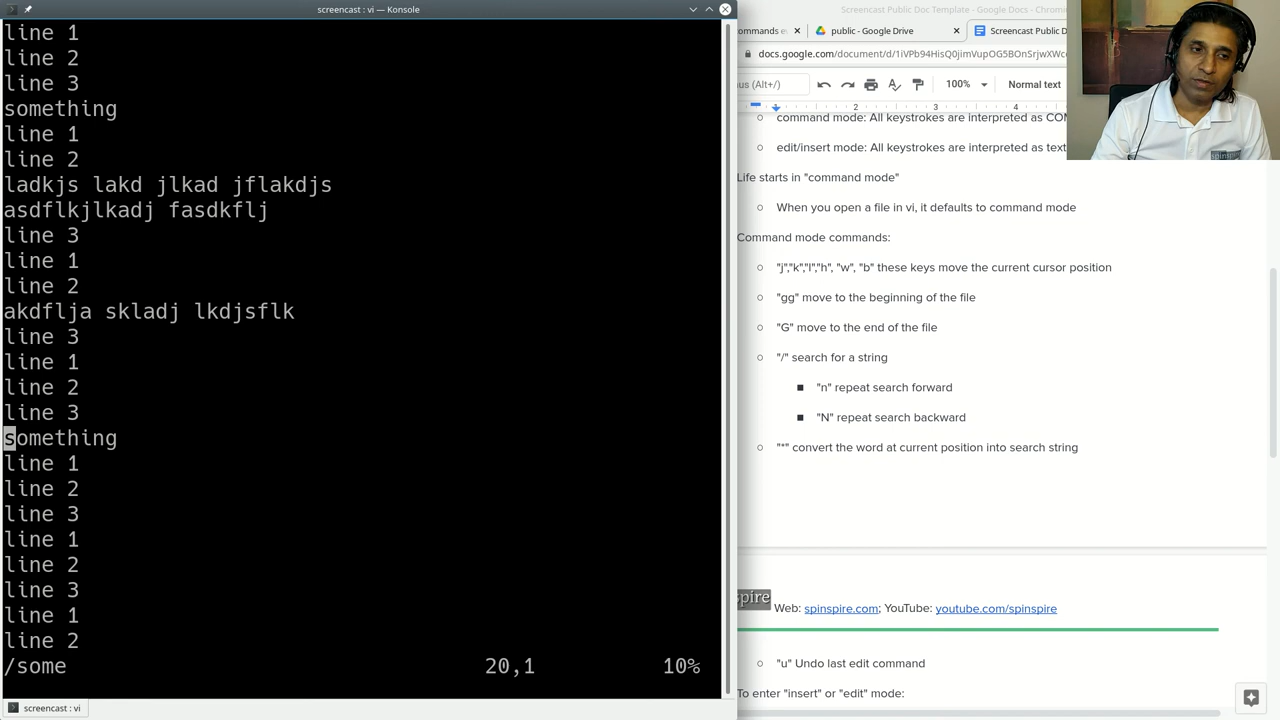 screencast : vi — Konsole
line 1
line 2
line 3
something
line 1
line 2
ladkjs lakd jlkad jflakdjs
asdflkjlkadj fasdkflj
line 3
line 1
line 2
akdflja skladj lkdjsflk
line 3
line 1
line 2
line 3
something
line 1
line 2
line 3
line 1
line 2
line 3
line 1
line 2
/some 20,1 10%
screencast : vi
Screencast Public Doc Template - Google Docs - Chromi
public - Google Drive
Screencast Public D
docs.google.com/document/d/1iVPb94HisQ0jimVupOG5BOnSrjwXWc
(Alt+/)
100%
Normal text
2 3 4
command mode: All keystrokes are interpreted as
edit/insert mode: All keystrokes are interpreted as text
Life starts in "command mode"
When you open a file in vi, it defaults to command mode
Command mode commands:
"j","k","l","h", "w", "b" these keys move the current cursor position
"gg" move to the beginning of the file
"G" move to the end of the file
"/" search for a string
"n" repeat search forward
"N" repeat search backward
"*" convert the word at current position into search string
spire
Web: spinspire.com; YouTube: youtube.com/spinspire
"u" Undo last edit command
To enter "insert" or "edit" mode: